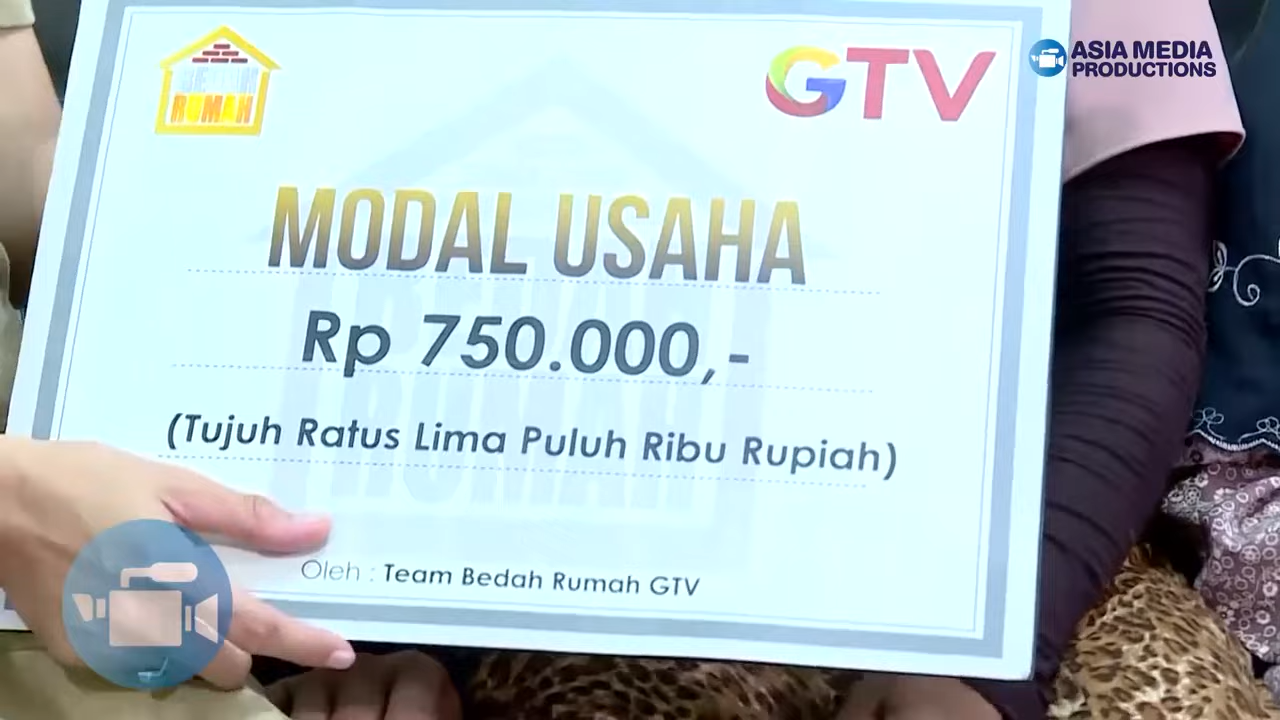 ASIA MEDIA
PRODUCTIONS
RUMAH
GTV
MODAL USAHA
Rp 750.000,-
(Tujuh Ratus Lima Puluh Ribu Rupiah)
Oleh : Team Bedah Rumah GTV